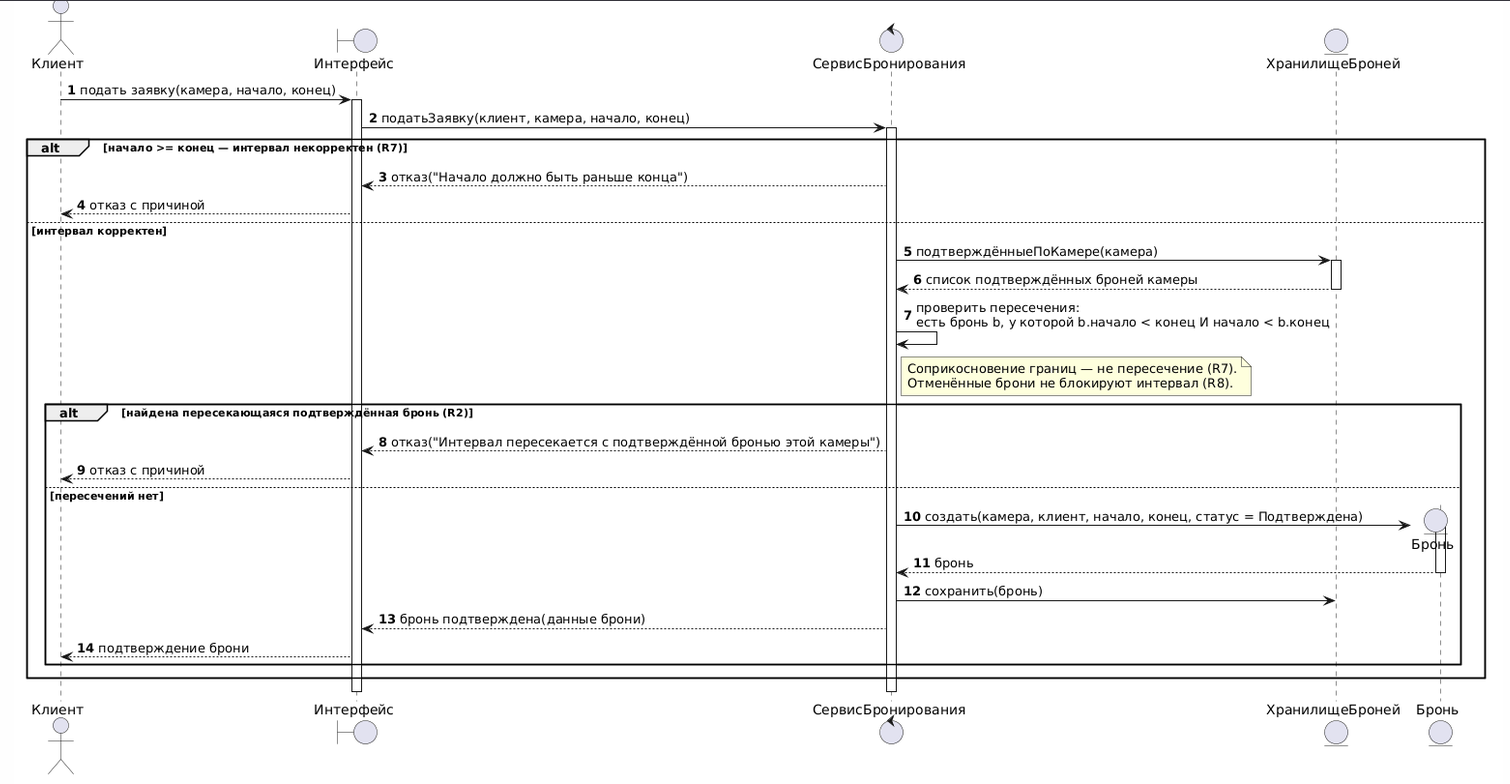 Клиент
Интерфейс
СервисБронирования
ХранилищеБроней
1 подать заявку(камера, начало, конец)
2 податьЗаявку(клиент, камера, начало, конец)
alt [начало >= конец — интервал некорректен (R7)]
3 отказ("Начало должно быть раньше конца")
4 отказ с причиной
[интервал корректен]
5 подтверждённыеПоКамере(камера)
6 список подтверждённых броней камеры
7 проверить пересечения:
есть бронь b, у которой b.начало < конец И начало < b.конец
Соприкосновение границ — не пересечение (R7).
Отменённые брони не блокируют интервал (R8).
alt [найдена пересекающаяся подтверждённая бронь (R2)]
8 отказ("Интервал пересекается с подтверждённой бронью этой камеры")
9 отказ с причиной
[пересечений нет]
10 создать(камера, клиент, начало, конец, статус = Подтверждена)
Бронь
11 бронь
12 сохранить(бронь)
13 бронь подтверждена(данные брони)
14 подтверждение брони
Клиент
Интерфейс
СервисБронирования
ХранилищеБроней
Бронь